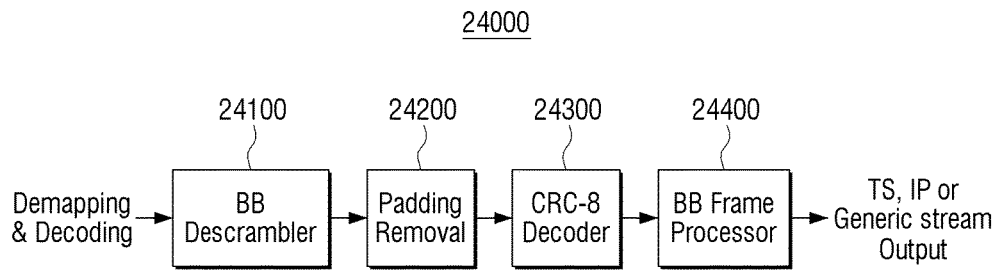 24000
24100
24200
24300
24400
Demapping
& Decoding
BB
Descrambler
Padding
Removal
CRC-8
Decoder
BB Frame
Processor
TS, IP or
Generic stream
Output